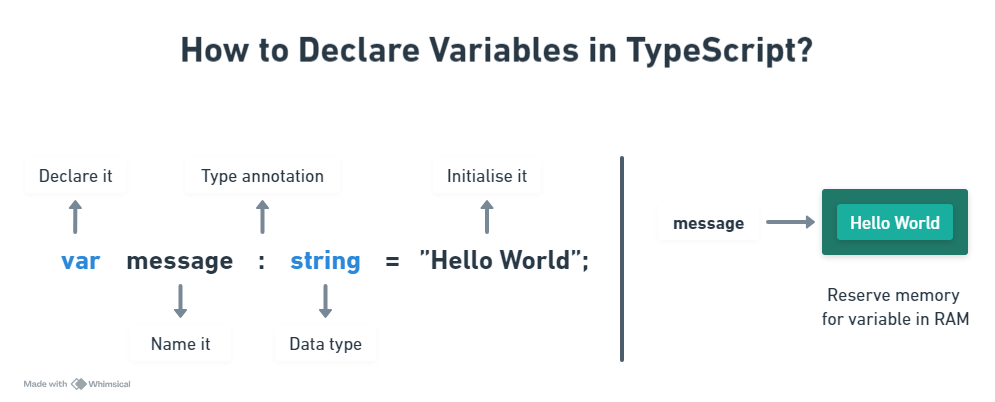 How to Declare Variables in TypeScript?
Declare it
Type annotation
Initialise it
var message : string = ”Hello World”;
Name it
Data type
message
Hello World
Reserve memory
for variable in RAM
Made with Whimsical